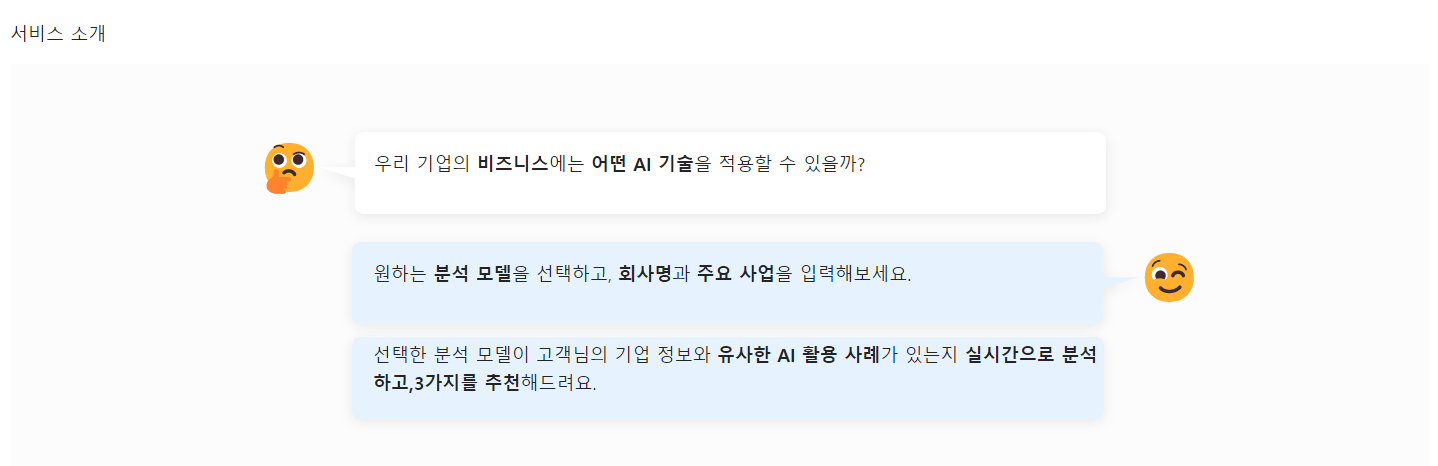 서비스 소개
우리 기업의 비즈니스에는 어떤 AI 기술을 적용할 수 있을까?
원하는 분석 모델을 선택하고, 회사명과 주요 사업을 입력해보세요.
선택한 분석 모델이 고객님의 기업 정보와 유사한 AI 활용 사례가 있는지 실시간으로 분석
하고,3가지를 추천해드려요.